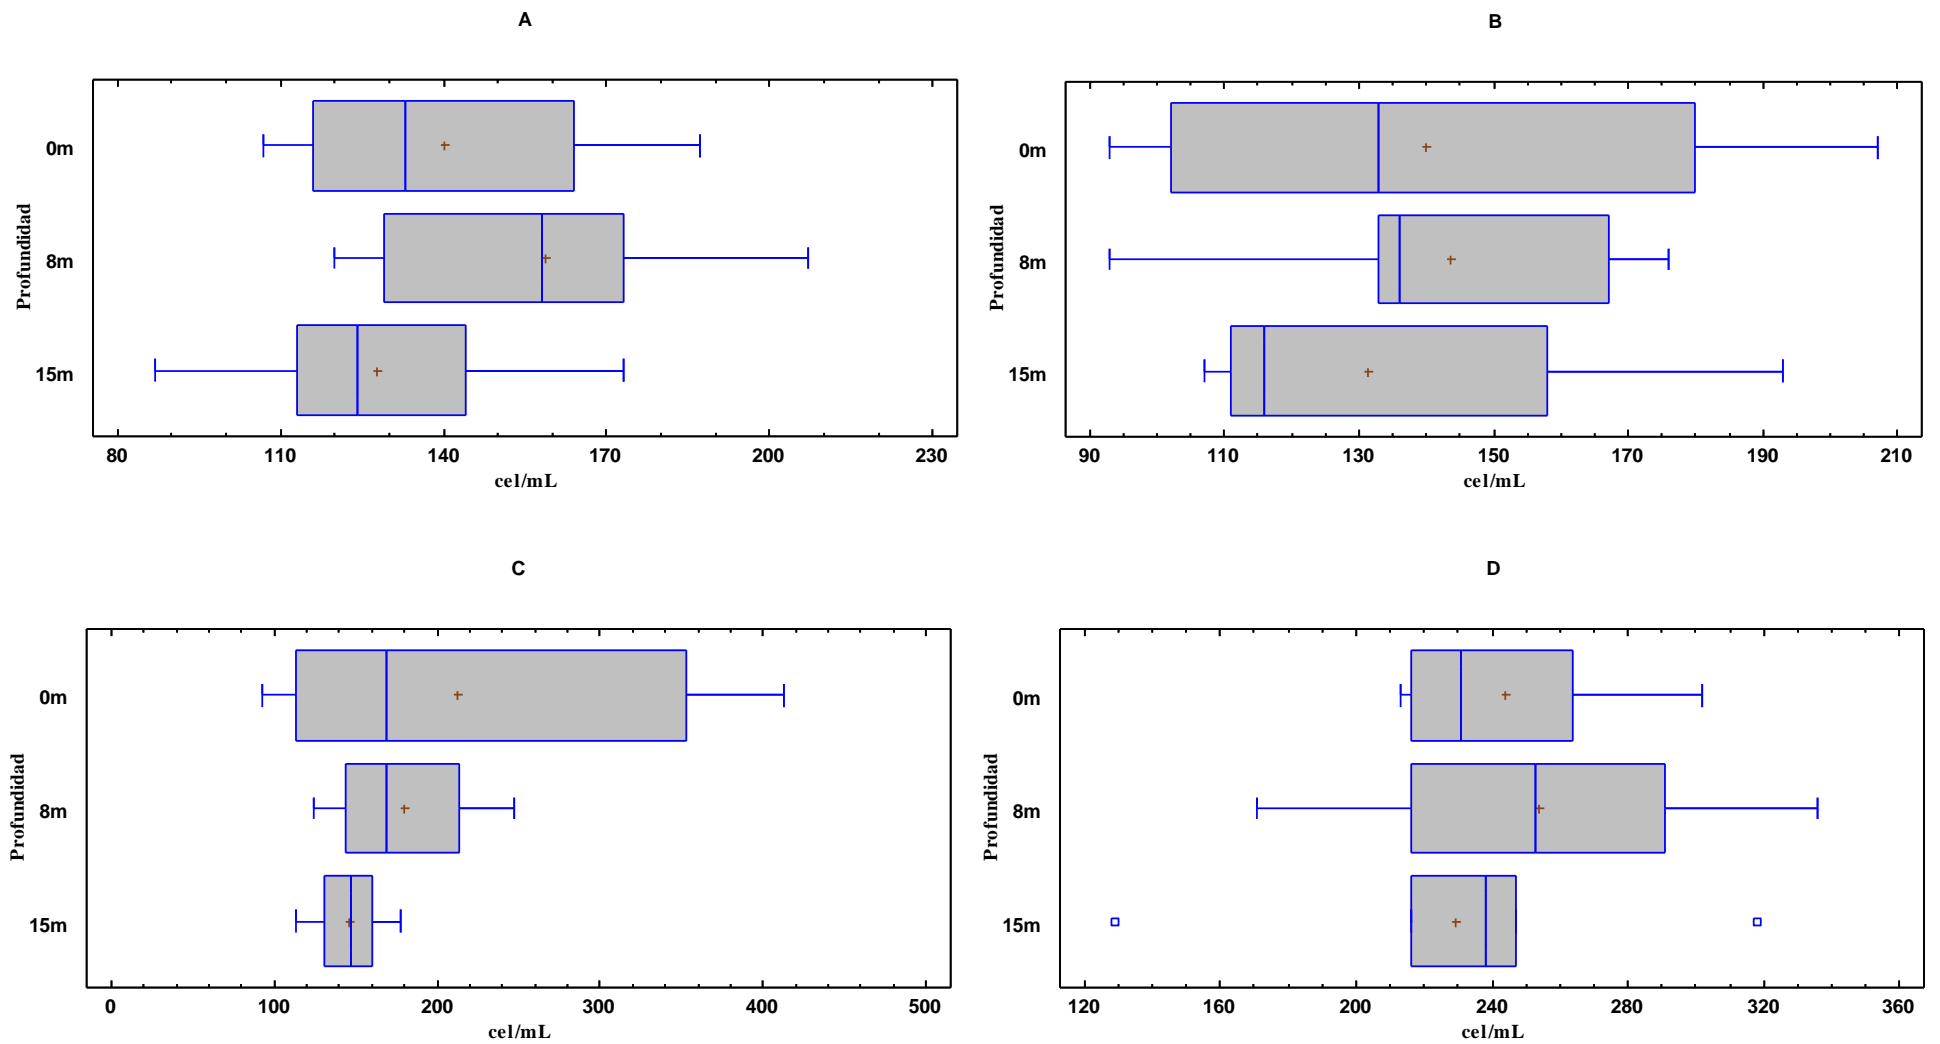 A
Profundidad
0m
8m
15m
80 110 140 170 200 230
cel/mL
B
Profundidad
0m
8m
15m
90 110 130 150 170 190 210
cel/mL
C
Profundidad
0m
8m
15m
0 100 200 300 400 500
cel/mL
D
Profundidad
0m
8m
15m
120 160 200 240 280 320 360
cel/mL